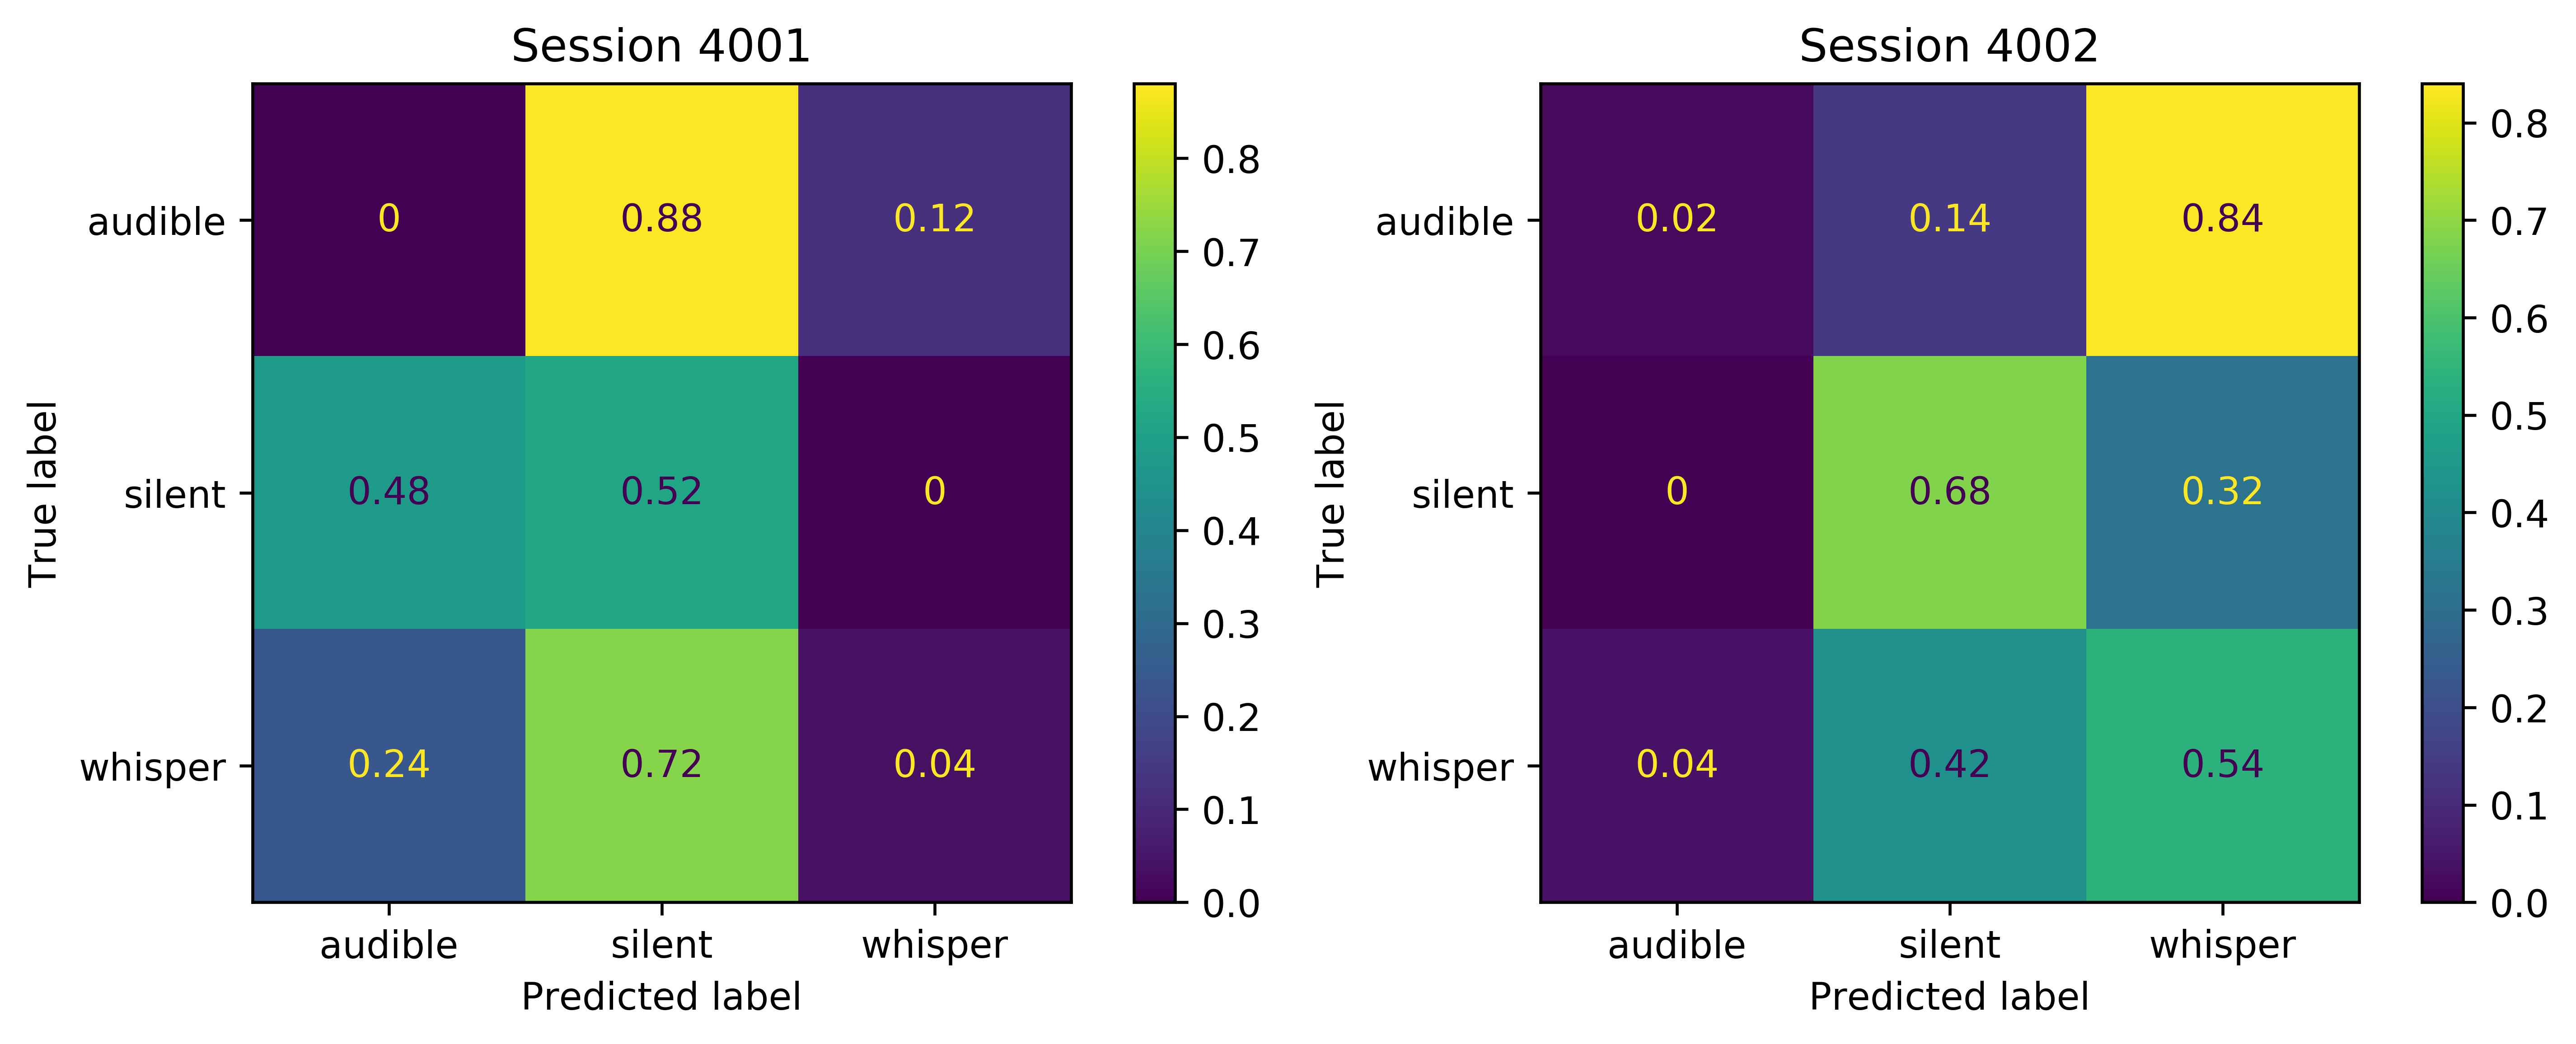 Session 4001
True label
audible
silent
whisper
0 0.88 0.12
0.48 0.52 0
0.24 0.72 0.04
audible silent whisper
Predicted label
0.8
0.7
0.6
0.5
0.4
0.3
0.2
0.1
0.0
Session 4002
True label
audible
silent
whisper
0.02 0.14 0.84
0 0.68 0.32
0.04 0.42 0.54
audible silent whisper
Predicted label
0.8
0.7
0.6
0.5
0.4
0.3
0.2
0.1
0.0